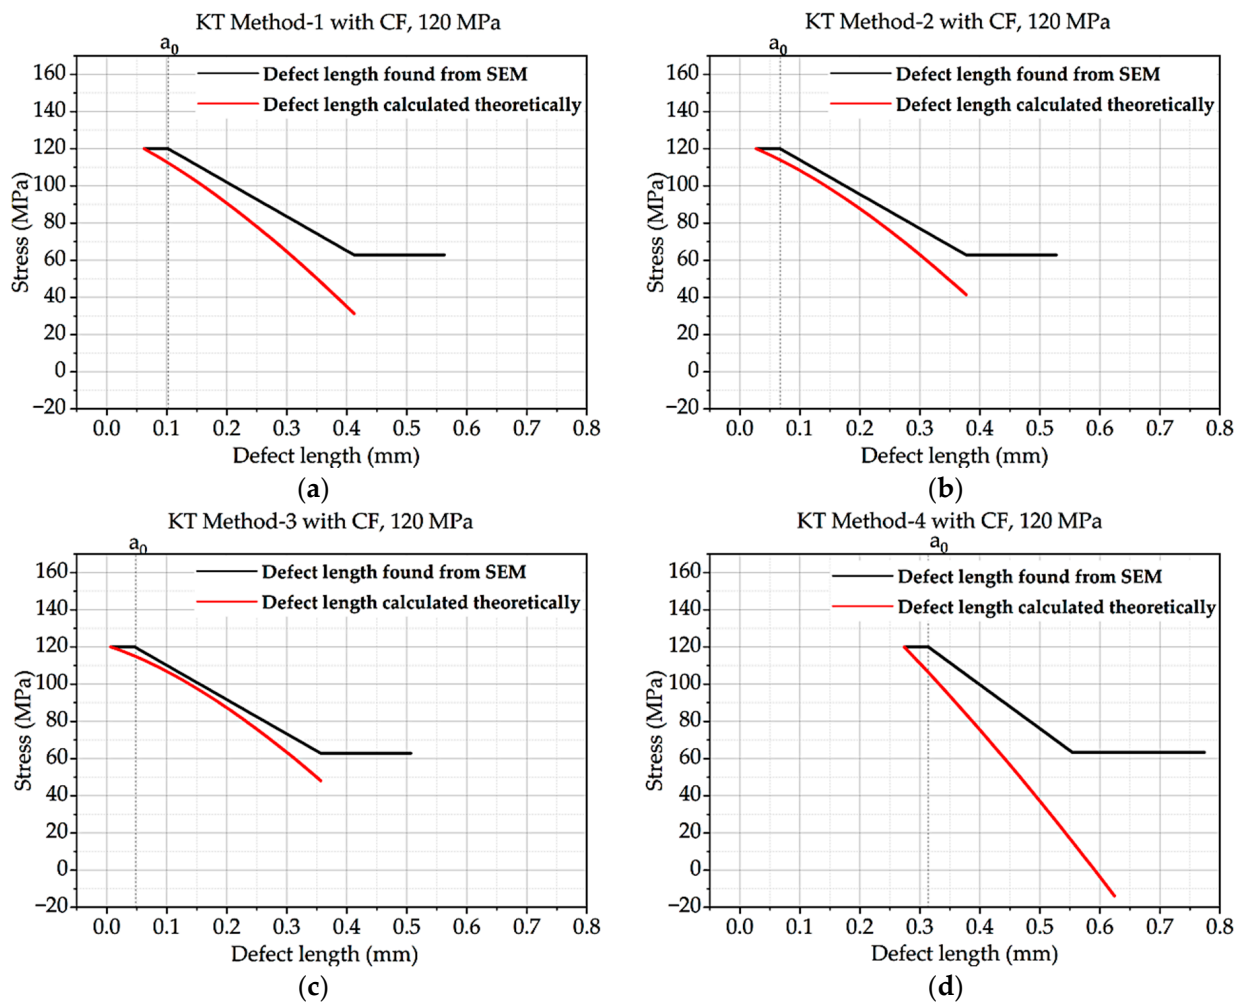 KT Method-1 with CF, 120 MPa
a0
Defect length found from SEM
Defect length calculated theoretically
160
140
120
100
80
60
40
20
0
−20
Stress (MPa)
0.0 0.1 0.2 0.3 0.4 0.5 0.6 0.7 0.8
Defect length (mm)
(a)
KT Method-2 with CF, 120 MPa
a0
Defect length found from SEM
Defect length calculated theoretically
160
140
120
100
80
60
40
20
0
−20
Stress (MPa)
0.0 0.1 0.2 0.3 0.4 0.5 0.6 0.7 0.8
Defect length (mm)
(b)
KT Method-3 with CF, 120 MPa
a0
Defect length found from SEM
Defect length calculated theoretically
160
140
120
100
80
60
40
20
0
−20
Stress (MPa)
0.0 0.1 0.2 0.3 0.4 0.5 0.6 0.7 0.8
Defect length (mm)
(c)
KT Method-4 with CF, 120 MPa
a0
Defect length found from SEM
Defect length calculated theoretically
160
140
120
100
80
60
40
20
0
−20
Stress (MPa)
0.0 0.1 0.2 0.3 0.4 0.5 0.6 0.7 0.8
Defect length (mm)
(d)